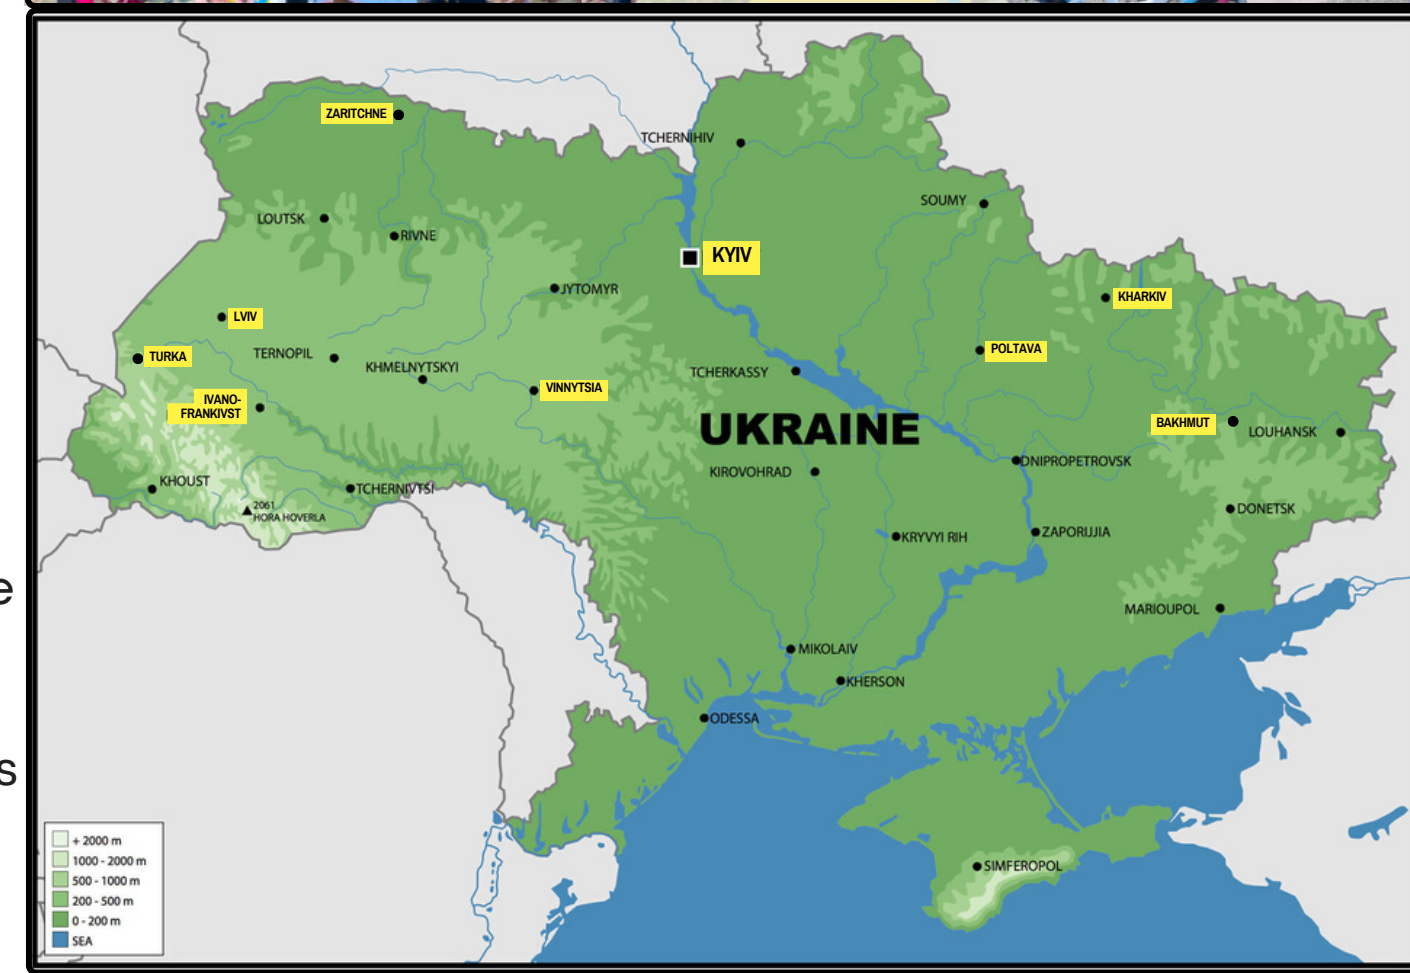 ZARITCHNE
TCHERNIHIV
SOUMY
LOUTSK
RIVNE
KYIV
JYTOMYR
KHARKIV
LVIV
TURKA
TERNOPIL
POLTAVA
KHMELNYTSKYI
TCHERKASSY
VINNYTSIA
IVANO-
FRANKIVST
UKRAINE
BAKHMUT
LOUHANSK
KIROVOHRAD
DNIPROPETROVSK
KHOUST
TCHERNIVTSI
2061
HORA HOVERLA
DONETSK
KRYVYI RIH
ZAPORIJJIA
e
MARIOUPOL
MIKOLAIV
KHERSON
ODESSA
s
+ 2000 m
1000 - 2000 m
500 - 1000 m
200 - 500 m
0 - 200 m
SEA
SIMFEROPOL